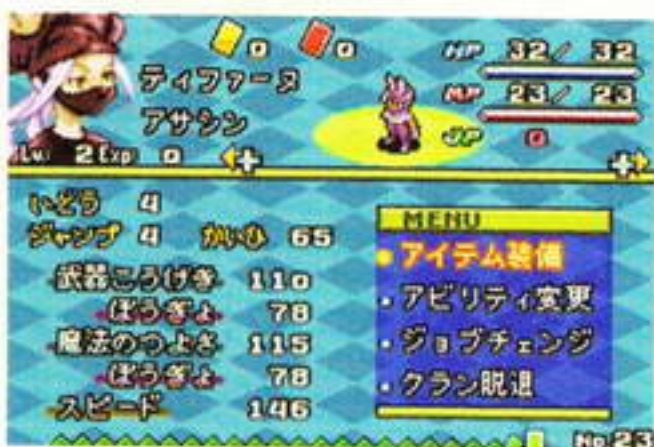 0 0
HP 32/ 32
ティファーヌ
MP 23/ 23
アサシン
JP 0
Lv. 2 Exp 0
いどう 4
ジャンプ 4 かいひ 65
武器こうげき 110
ぼうぎょ 78
魔法のつよさ 115
ぼうぎょ 78
スピード 146
MENU
アイテム装備
アビリティ変更
ジョブチェンジ
クラン脱退
No.23